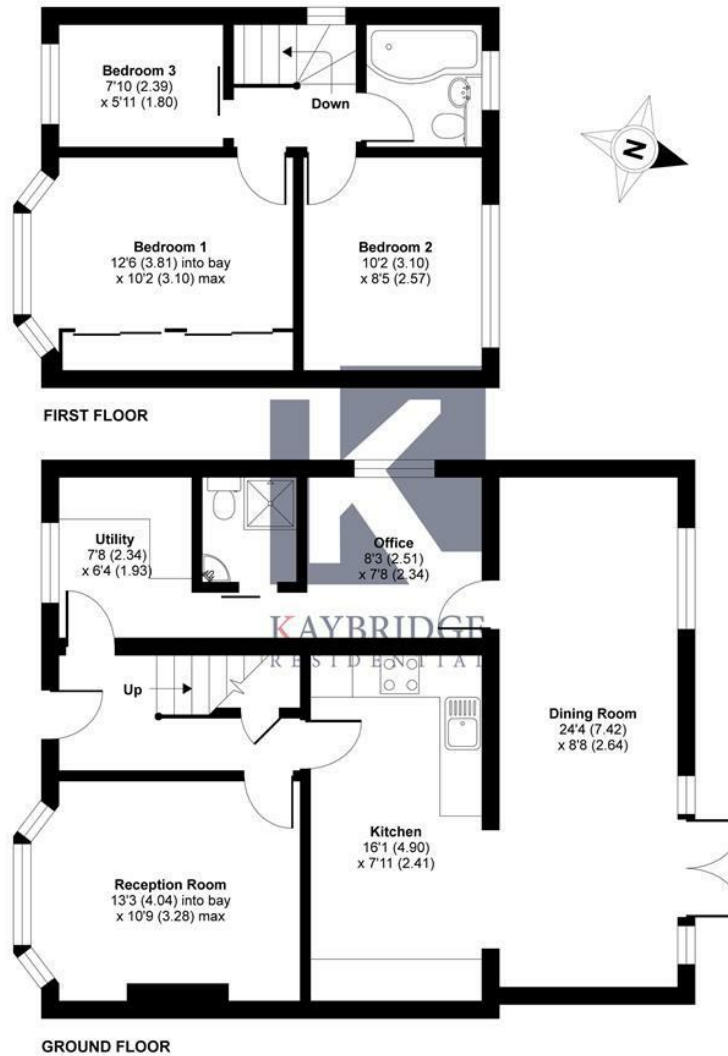 Bedroom 3
7'10 (2.39)
x 5'11 (1.80)
Down
N
Bedroom 1
12'6 (3.81) into bay
x 10'2 (3.10) max
Bedroom 2
10'2 (3.10)
x 8'5 (2.57)
FIRST FLOOR
K
Utility
7'8 (2.34)
x 6'4 (1.93)
Office
8'3 (2.51)
x 7'8 (2.34)
KAYBRIDGE
RESIDENTIAL
Up
Dining Room
24'4 (7.42)
x 8'8 (2.64)
Kitchen
16'1 (4.90)
x 7'11 (2.41)
Reception Room
13'3 (4.04) into bay
x 10'9 (3.28) max
GROUND FLOOR